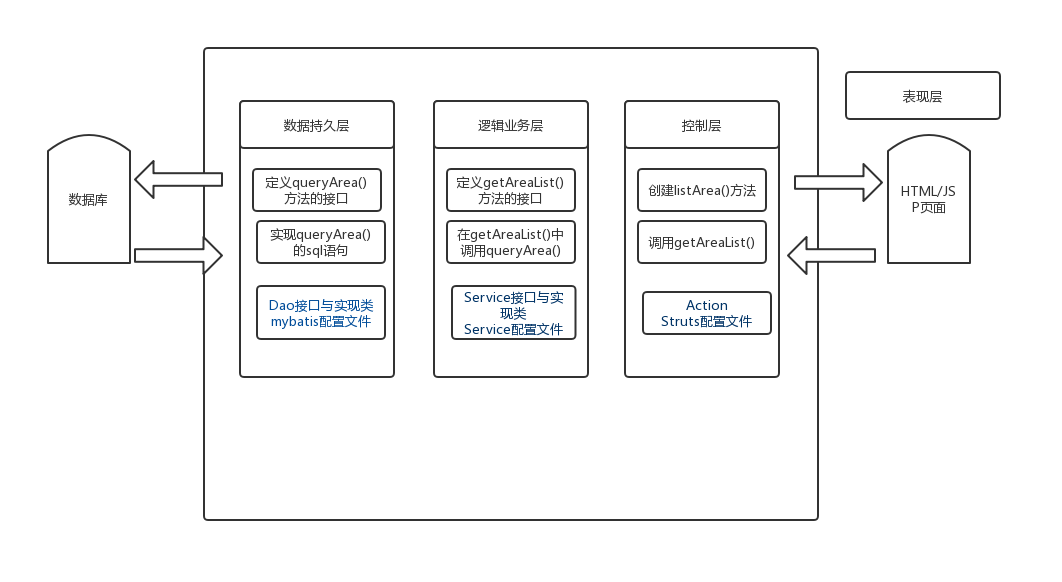 表现层
数据持久层
逻辑业务层
控制层
数据库
定义queryArea()
方法的接口
实现queryArea()
的sql语句
Dao接口与实现类
mybatis配置文件
定义getAreaList()
方法的接口
在getAreaList()中
调用queryArea()
Service接口与实
现类
Service配置文件
创建listArea()方法
调用getAreaList()
Action
Struts配置文件
HTML/JS
P页面